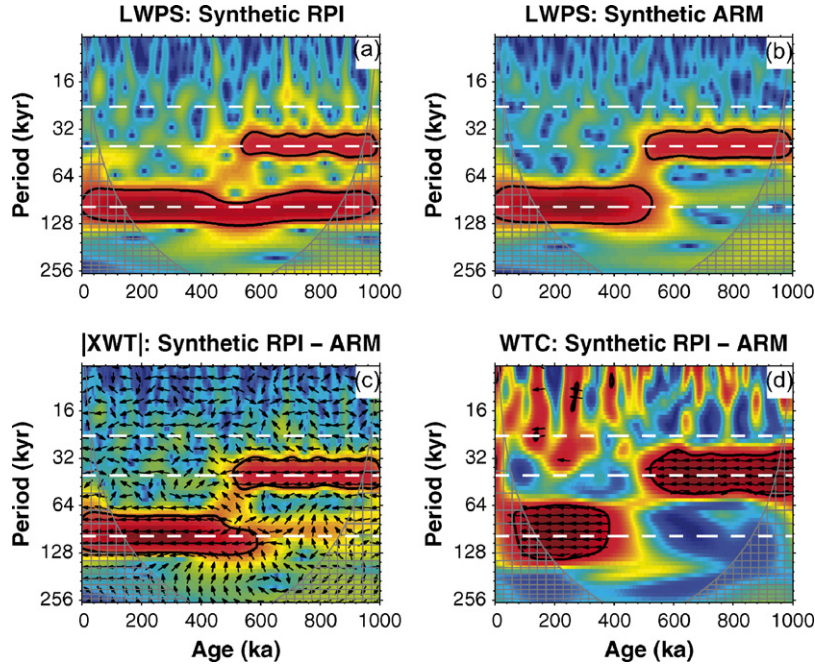 LWPS: Synthetic RPI
(a)
Period (kyr)
16
32
64
128
256
0 200 400 600 800 1000
LWPS: Synthetic ARM
(b)
Period (kyr)
16
32
64
128
256
0 200 400 600 800 1000
|XWT|: Synthetic RPI – ARM
(c)
Period (kyr)
16
32
64
128
256
0 200 400 600 800 1000
Age (ka)
WTC: Synthetic RPI – ARM
(d)
Period (kyr)
16
32
64
128
256
0 200 400 600 800 1000
Age (ka)